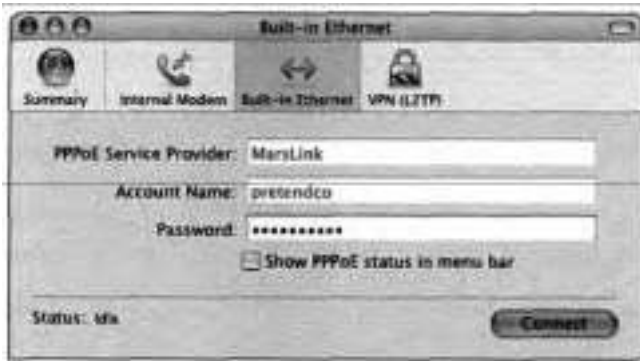 Built-in Ethernet
Summary
Internal Modem
Built-in Ethernet
VPN (L2TP)
PPPoE Service Provider: MarsLink
Account Name: pretendco
Password: ••••••••••
Show PPPoE status in menu bar
Status: Idle
Connect